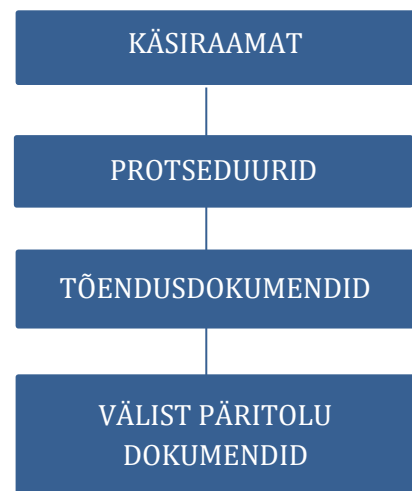 KÄSIRAAMAT
PROTSEDUURID
TÕENDUSDOKUMENDID
VÄLIST PÄRITOLU
DOKUMENDID